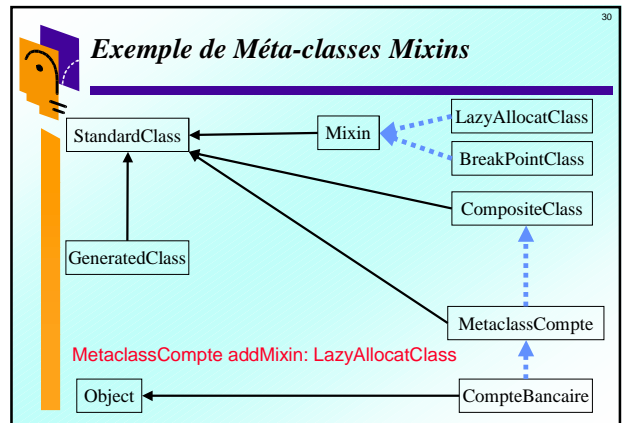 30
Exemple de Méta-classes Mixins
LazyAllocatClass
StandardClass
Mixin
BreakPointClass
CompositeClass
GeneratedClass
MetaclassCompte
MetaclassCompte addMixin: LazyAllocatClass
Object
CompteBancaire